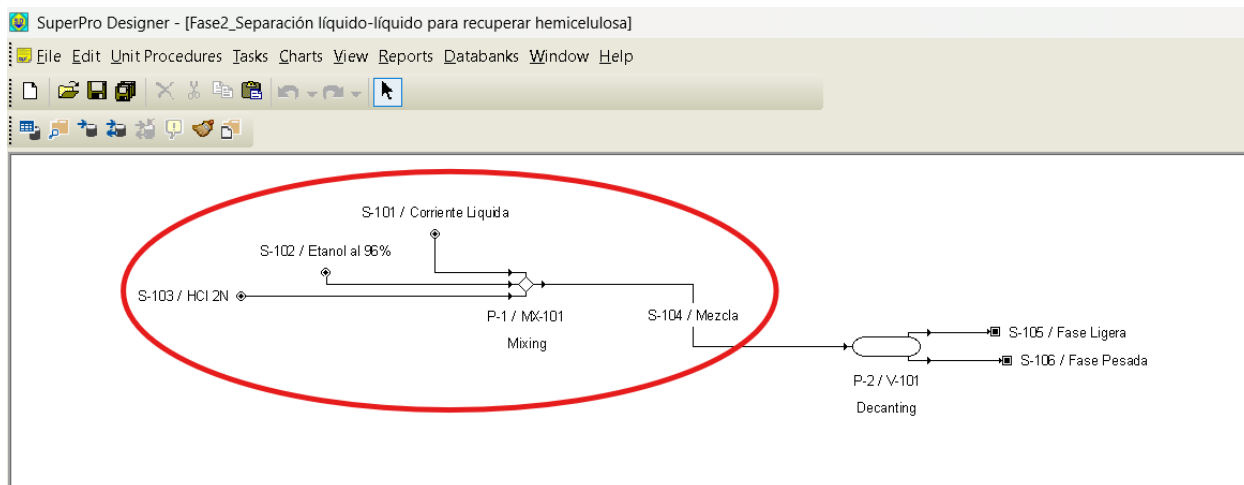 SuperPro Designer - [Fase2_Separación líquido-líquido para recuperar hemicelulosa]
File Edit Unit Procedures Tasks Charts View Reports Databanks Window Help
S-101 / Corriente Liquida
S-102 / Etanol al 96%
S-103 / HCl 2N
P-1 / MX-101
Mixing
S-104 / Mezcla
S-105 / Fase Ligera
S-106 / Fase Pesada
P-2 / V-101
Decanting